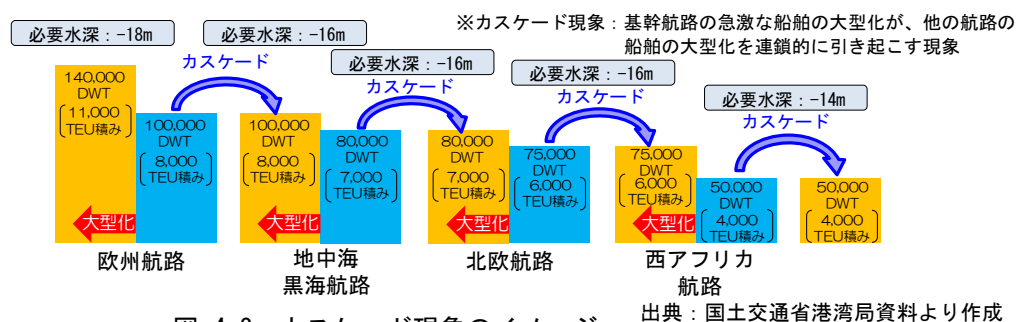 ※カスケード現象：基幹航路の急激な船舶の大型化が、他の航路の
船舶の大型化を連鎖的に引き起こす現象
必要水深：-18m
必要水深：-16m
必要水深：-16m
必要水深：-16m
必要水深：-14m
カスケード
カスケード
カスケード
カスケード
140,000
DWT
11,000
TEU積み
100,000
DWT
8,000
TEU積み
大型化
欧州航路
100,000
DWT
8,000
TEU積み
80,000
DWT
7,000
TEU積み
大型化
地中海
黒海航路
80,000
DWT
7,000
TEU積み
75,000
DWT
6,000
TEU積み
大型化
北欧航路
75,000
DWT
6,000
TEU積み
50,000
DWT
4,000
TEU積み
大型化
西アフリカ
航路
50,000
DWT
4,000
TEU積み
出典：国土交通省港湾局資料より作成